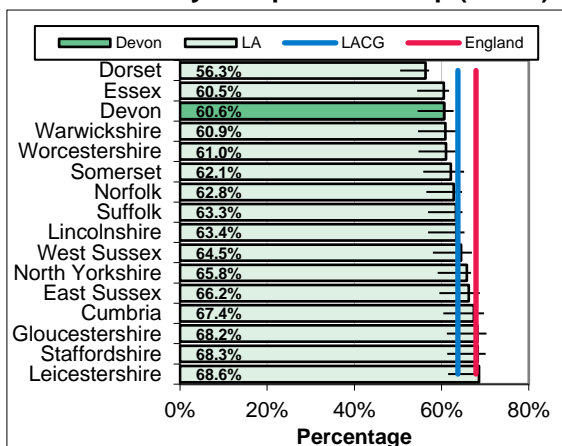 Devon LA LACG England
Dorset 56.3%
Essex 60.5%
Devon 60.6%
Warwickshire 60.9%
Worcestershire 61.0%
Somerset 62.1%
Norfolk 62.8%
Suffolk 63.3%
Lincolnshire 63.4%
West Sussex 64.5%
North Yorkshire 65.8%
East Sussex 66.2%
Cumbria 67.4%
Gloucestershire 68.2%
Staffordshire 68.3%
Leicestershire 68.6%
0% 20% 40% 60% 80%
Percentage